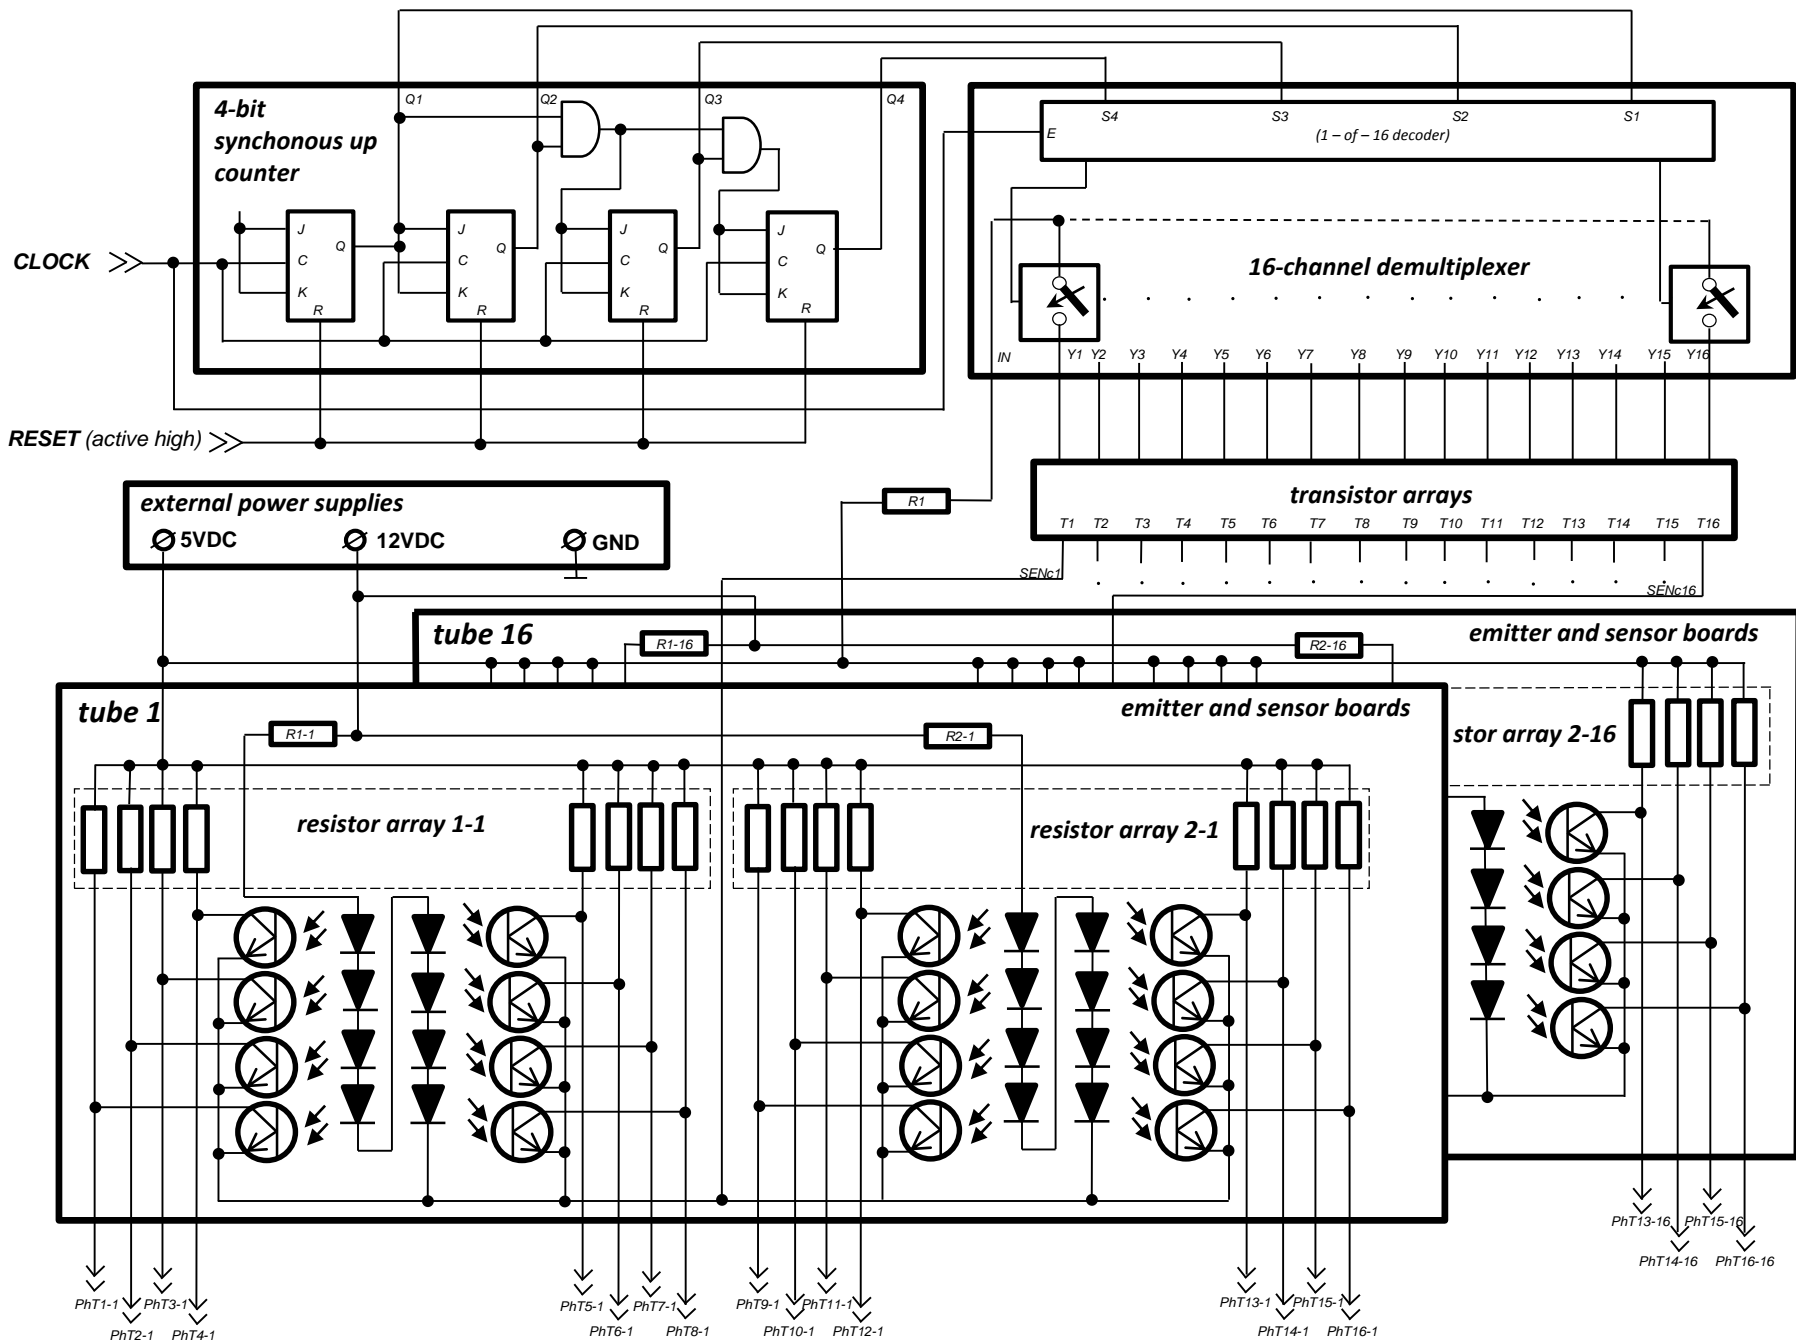 Q1
Q2
Q3
Q4
4-bit
synchonous up
counter
J
C
K
R
Q
J
C
K
R
Q
J
C
K
R
Q
J
C
K
R
Q
CLOCK
RESET (active high)
S4
S3
S2
S1
E
(1 – of – 16 decoder)
16-channel demultiplexer
IN
Y1
Y2
Y3
Y4
Y5
Y6
Y7
Y8
Y9
Y10
Y11
Y12
Y13
Y14
Y15
Y16
R1
transistor arrays
T1
T2
T3
T4
T5
T6
T7
T8
T9
T10
T11
T12
T13
T14
T15
T16
SENc1
SENc16
external power supplies
5VDC
12VDC
GND
tube 16
R1-16
R2-16
emitter and sensor boards
stor array 2-16
tube 1
R1-1
R2-1
emitter and sensor boards
resistor array 1-1
resistor array 2-1
PhT13-16
PhT15-16
PhT14-16
PhT16-16
PhT1-1
PhT3-1
PhT5-1
PhT7-1
PhT9-1
PhT11-1
PhT13-1
PhT15-1
PhT2-1
PhT4-1
PhT6-1
PhT8-1
PhT10-1
PhT12-1
PhT14-1
PhT16-1